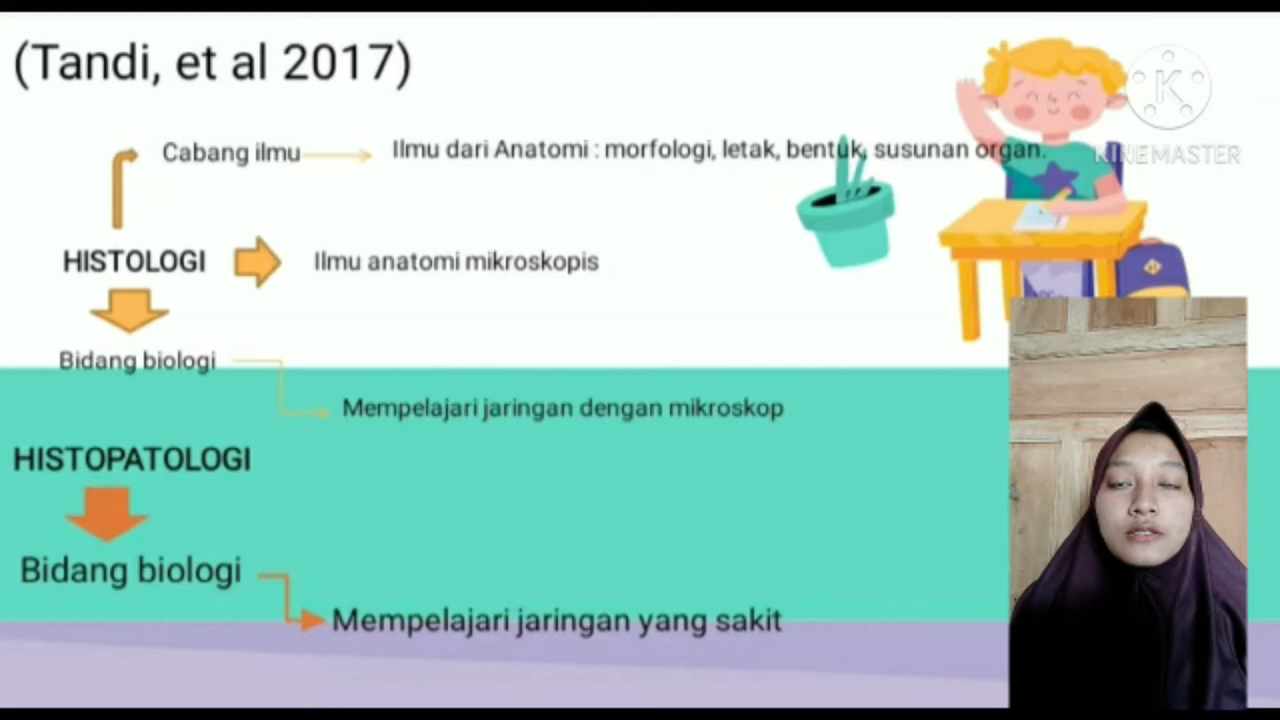 (Tandi, et al 2017)
Cabang ilmu
Ilmu dari Anatomi : morfologi, letak, bentuk, susunan organ.
K
KINEMASTER
HISTOLOGI
Ilmu anatomi mikroskopis
Bidang biologi
Mempelajari jaringan dengan mikroskop
HISTOPATOLOGI
Bidang biologi
Mempelajari jaringan yang sakit